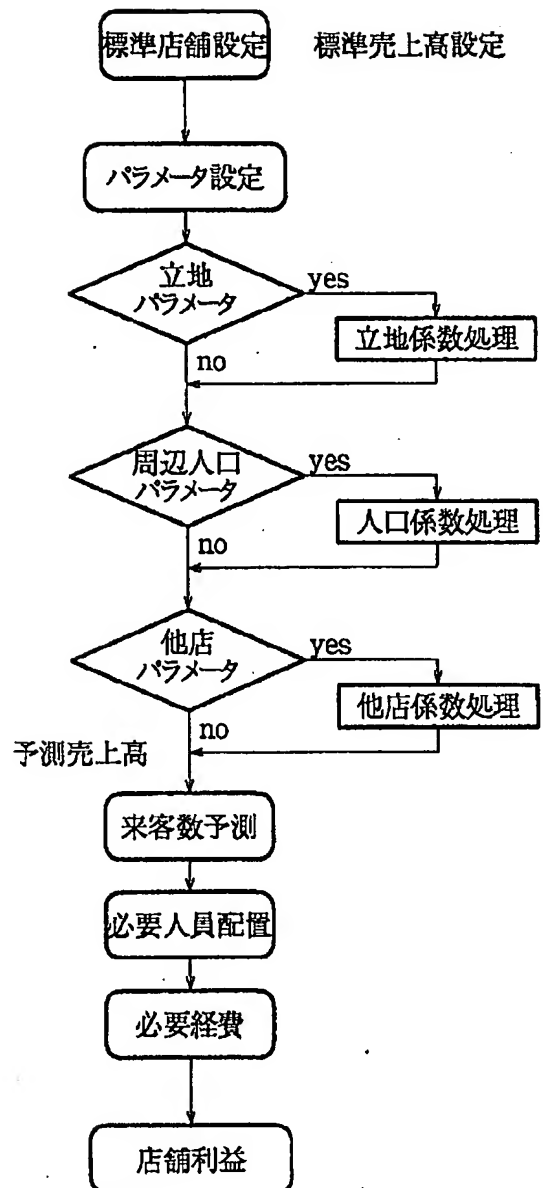 標準店舗設定
標準売上高設定
パラメータ設定
立地
パラメータ
yes
立地係数処理
no
周辺人口
パラメータ
yes
人口係数処理
no
他店
パラメータ
yes
他店係数処理
no
予測売上高
来客数予測
必要人員配置
必要経費
店舗利益